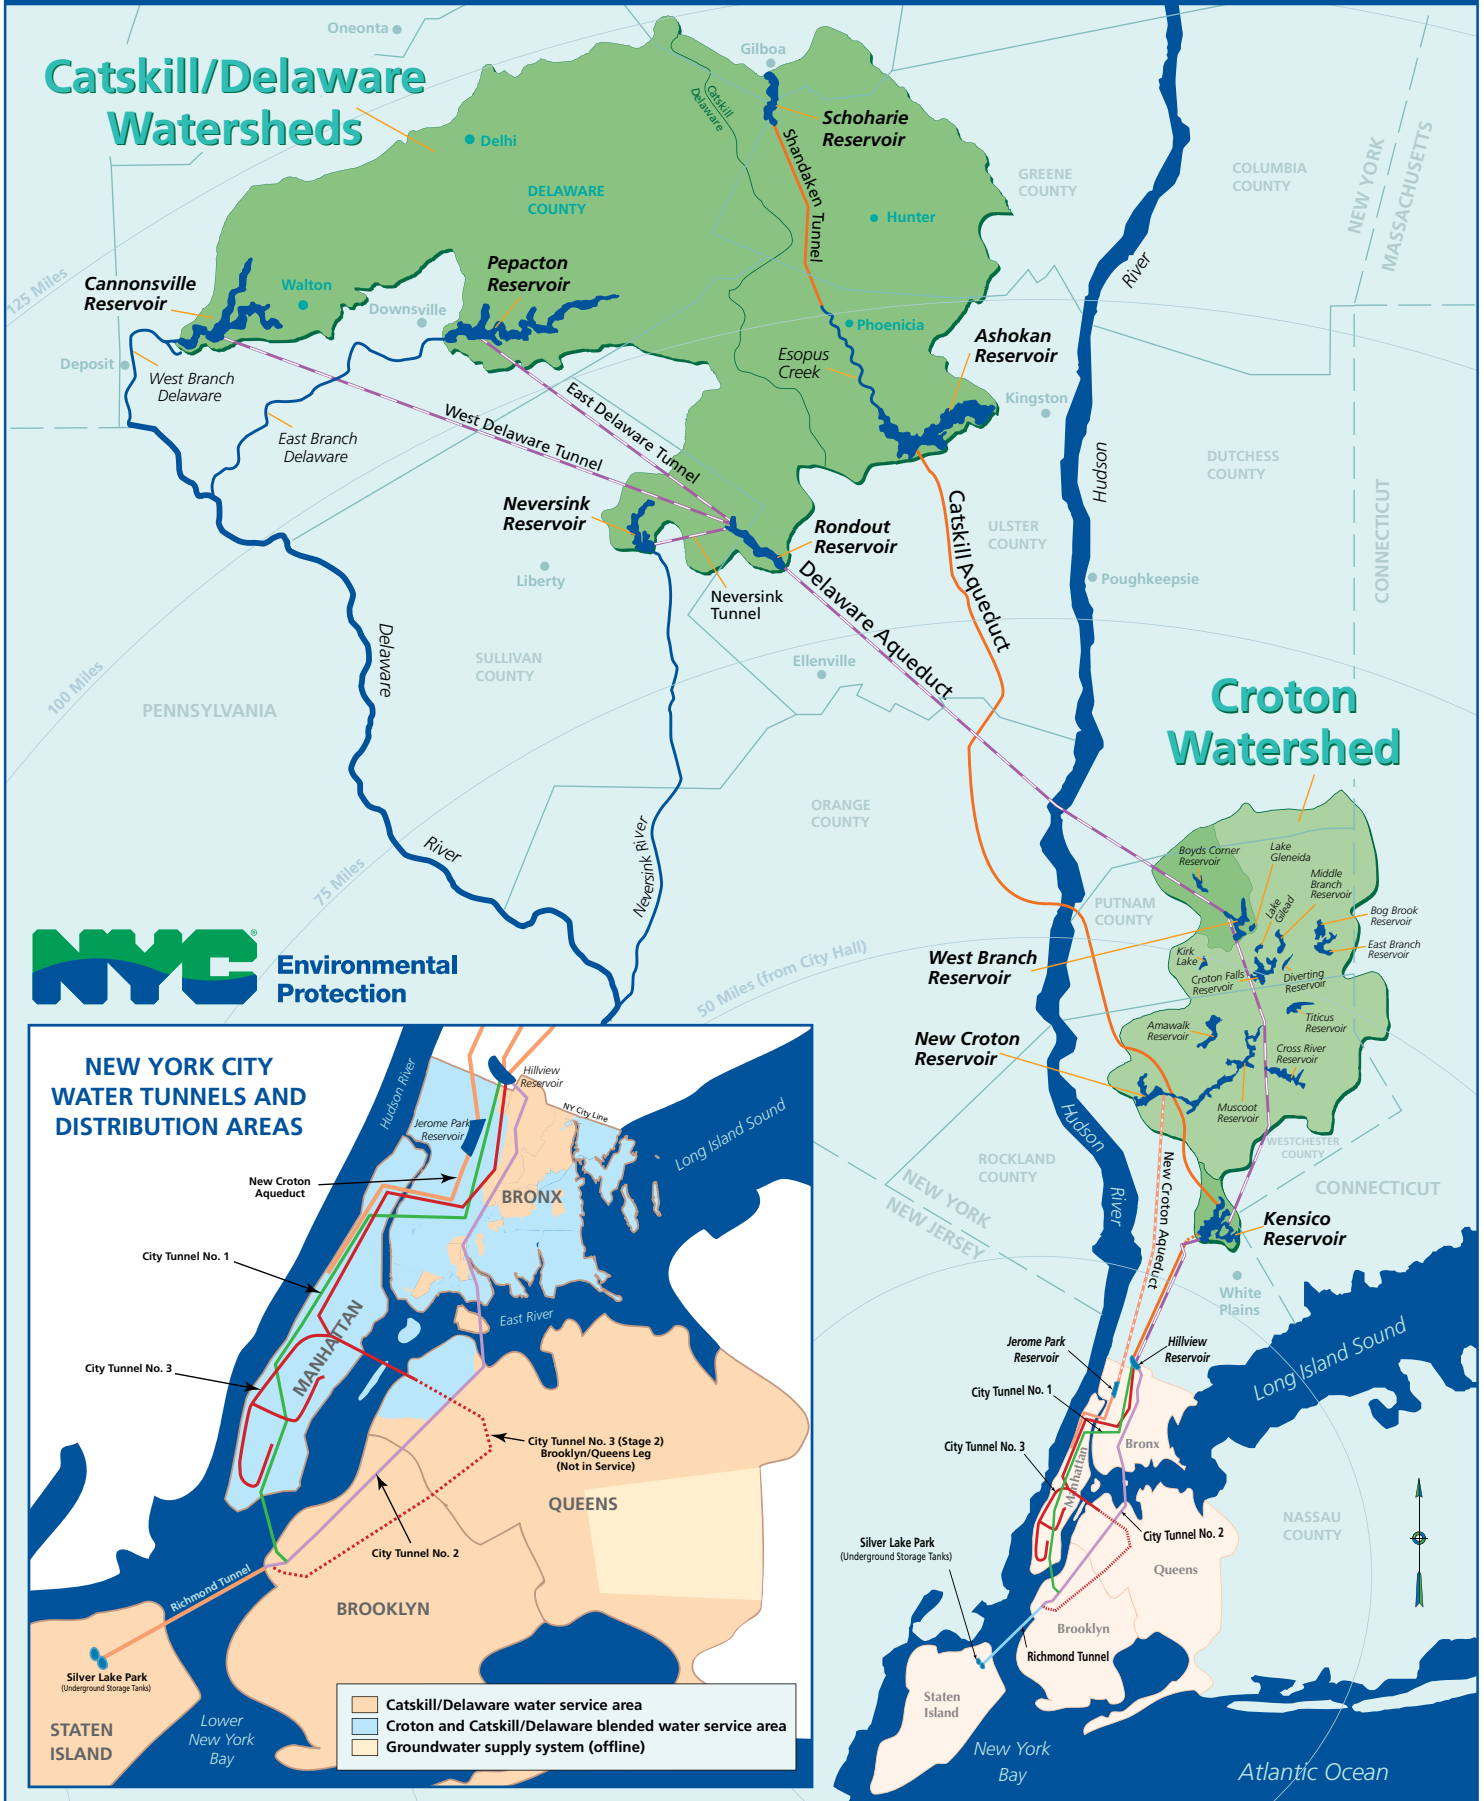 Oneonta
Catskill/Delaware
Watersheds
Gilboa
Catskill
Delaware
Schoharie
Reservoir
Delhi
DELAWARE
COUNTY
Shandaken Tunnel
Hunter
GREENE
COUNTY
COLUMBIA
COUNTY
NEW YORK
MASSACHUSETTS
River
125 Miles
Cannonsville
Reservoir
Walton
Pepacton
Reservoir
Downsville
Deposit
West Branch
Delaware
East Branch
Delaware
Phoenicia
Esopus
Creek
Ashokan
Reservoir
Kingston
West Delaware Tunnel
East Delaware Tunnel
Hudson
DUTCHESS
COUNTY
CONNECTICUT
Neversink
Reservoir
Rondout
Reservoir
Catskill Aqueduct
ULSTER
COUNTY
Liberty
Neversink
Tunnel
Delaware Aqueduct
Poughkeepsie
Delaware
SULLIVAN
COUNTY
Ellenville
100 Miles
PENNSYLVANIA
Croton
Watershed
ORANGE
COUNTY
River
Neversink River
75 Miles
Boyds Corner
Reservoir
Lake
Gleneida
Middle
Branch
Reservoir
Lake
Gilead
Bog Brook
Reservoir
East Branch
Reservoir
PUTNAM
COUNTY
Kirk
Lake
Croton Falls
Reservoir
Diverting
Reservoir
West Branch
Reservoir
50 Miles (from City Hall)
NYC
®
Environmental
Protection
Titicus
Reservoir
Amawalk
Reservoir
Cross River
Reservoir
New Croton
Reservoir
Muscoot
Reservoir
Hudson
River
WESTCHESTER
COUNTY
ROCKLAND
COUNTY
NEW YORK
NEW JERSEY
New Croton Aqueduct
CONNECTICUT
Kensico
Reservoir
White
Plains
Long Island Sound
Jerome Park
Reservoir
Hillview
Reservoir
City Tunnel No. 1
City Tunnel No. 3
Bronx
Manhattan
City Tunnel No. 2
NASSAU
COUNTY
Silver Lake Park
(Underground Storage Tanks)
Queens
Brooklyn
Richmond Tunnel
Staten
Island
New York
Bay
Atlantic Ocean
NEW YORK CITY
WATER TUNNELS AND
DISTRIBUTION AREAS
Hudson River
Hillview
Reservoir
NY City Line
Jerome Park
Reservoir
Long Island Sound
New Croton
Aqueduct
BRONX
City Tunnel No. 1
MANHATTAN
East River
City Tunnel No. 3
City Tunnel No. 3 (Stage 2)
Brooklyn/Queens Leg
(Not in Service)
QUEENS
City Tunnel No. 2
Richmond Tunnel
BROOKLYN
Silver Lake Park
(Underground Storage Tanks)
STATEN
ISLAND
Lower
New York
Bay
Catskill/Delaware water service area
Croton and Catskill/Delaware blended water service area
Groundwater supply system (offline)